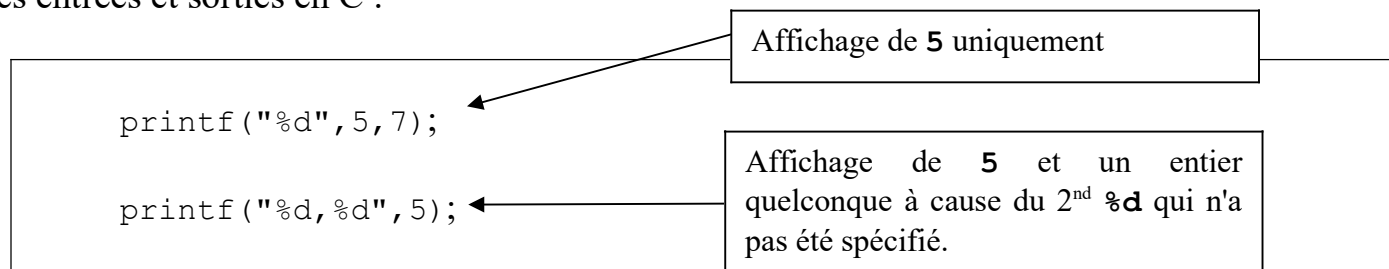 es entrées et sorties en C :
Affichage de 5 uniquement
printf("%d",5,7);
Affichage de 5 et un entier
quelconque à cause du 2nd %d qui n'a
pas été spécifié.
printf("%d,%d",5);